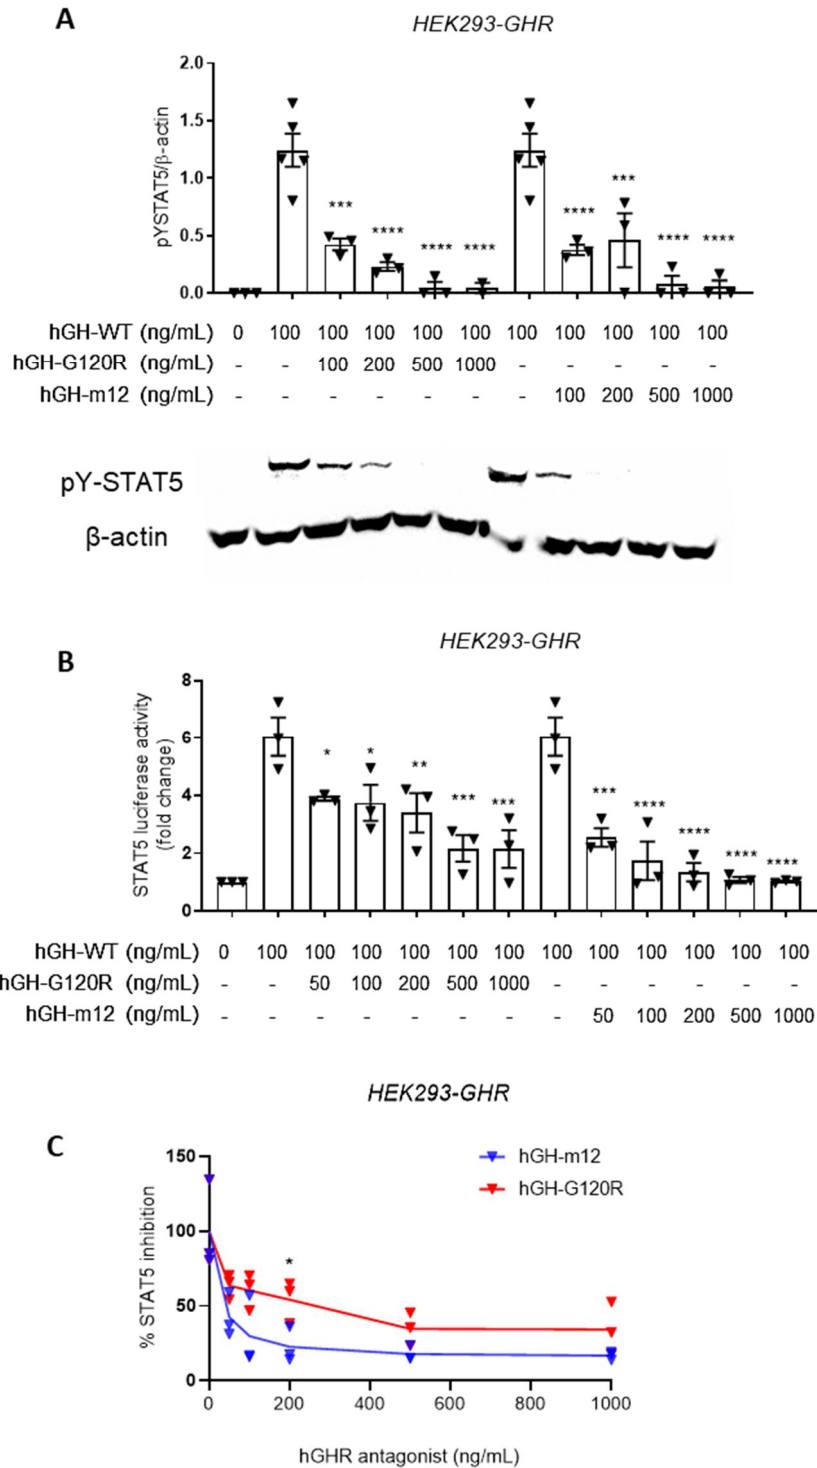 A
HEK293-GHR
pYSTAT5/β-actin
2.0
1.5
1.0
0.5
0.0
***
****
****
****
****
***
****
****
hGH-WT (ng/mL) 0 100 100 100 100 100 100 100 100 100 100
hGH-G120R (ng/mL) - - 100 200 500 1000 - - - - -
hGH-m12 (ng/mL) - - - - - - - 100 200 500 1000
pY-STAT5
β-actin
B
HEK293-GHR
STAT5 luciferase activity
(fold change)
8
6
4
2
0
*
*
**
***
***
***
****
****
****
****
hGH-WT (ng/mL) 0 100 100 100 100 100 100 100 100 100 100 100 100
hGH-G120R (ng/mL) - - 50 100 200 500 1000 - - - - - -
hGH-m12 (ng/mL) - - - - - - - - 50 100 200 500 1000
HEK293-GHR
C
% STAT5 inhibition
150
100
50
0
hGH-m12
hGH-G120R
*
0 200 400 600 800 1000
hGHR antagonist (ng/mL)